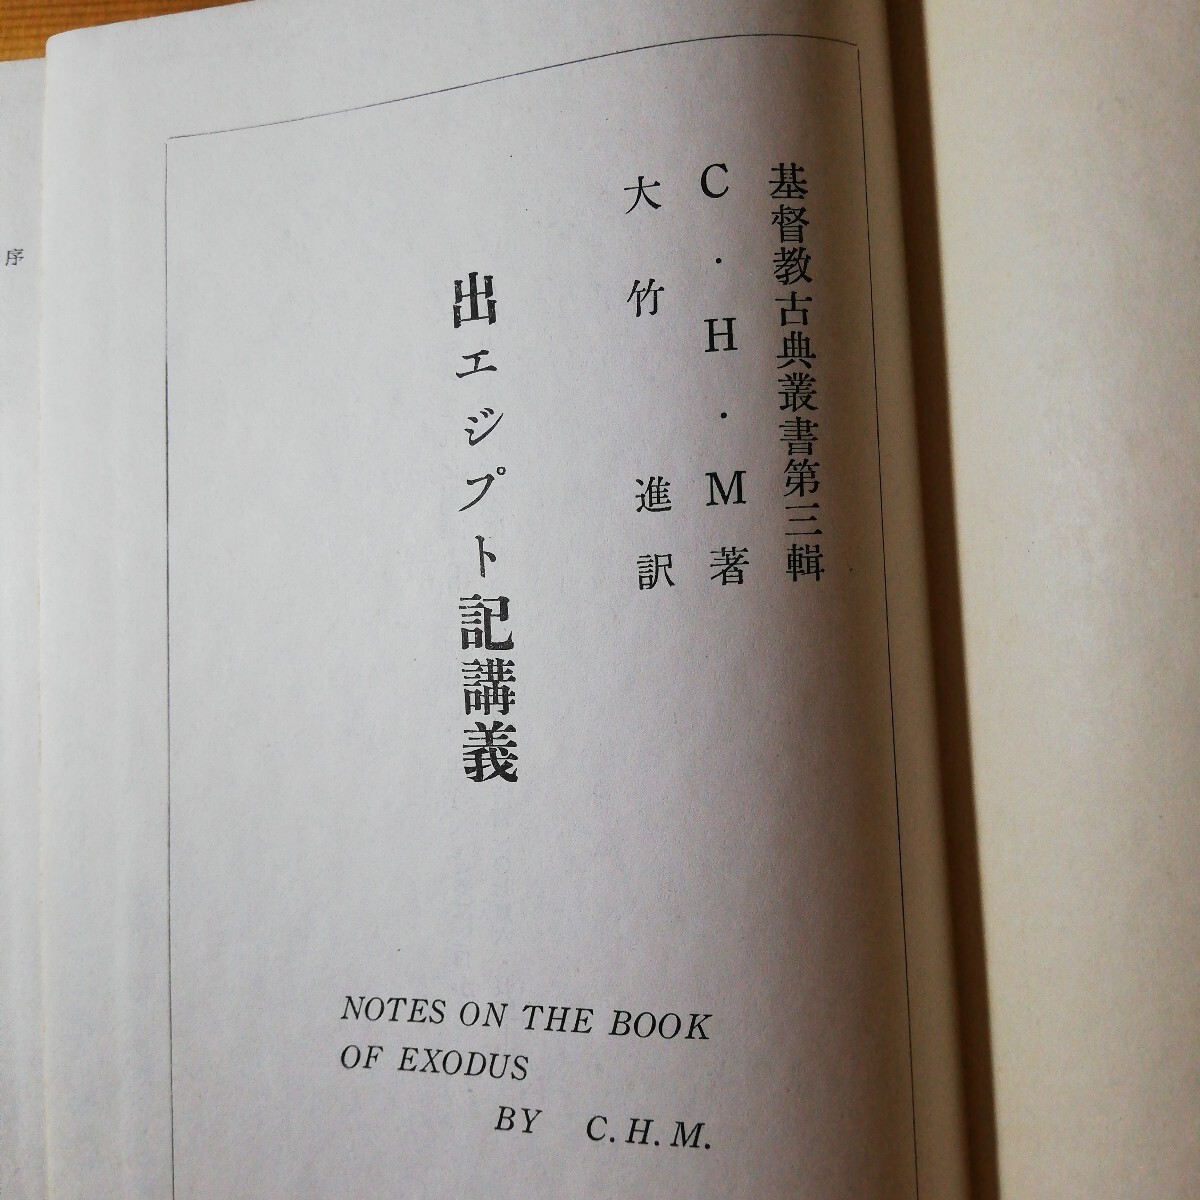 基督教古典叢書第三輯
C・H・M著
大竹進訳
出エジプト記講義
NOTES ON THE BOOK
OF EXODUS
BY C. H. M.
序